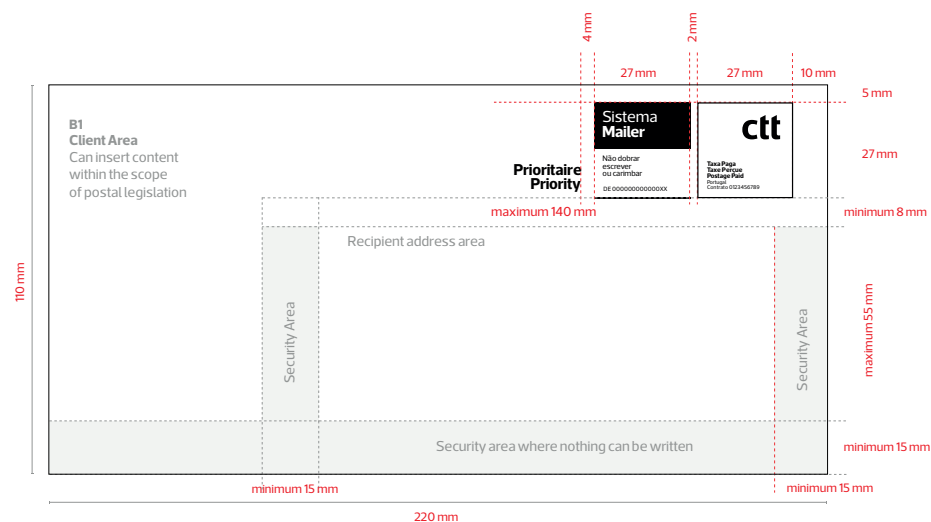 4 mm
2 mm
27 mm
27 mm
10 mm
5 mm
B1
Client Area
Can insert content
within the scope
of postal legislation
Sistema
Mailer
ctt
27 mm
Não dobrar
escrever
ou carimbar
DE 000000000000XX
Taxa Paga
Taxe Perçue
Postage Paid
Portugal
Contrato 0123456789
Prioritaire
Priority
maximum 140 mm
minimum 8 mm
Recipient address area
110 mm
Security Area
Security Area
maximum 55 mm
Security area where nothing can be written
minimum 15 mm
minimum 15 mm
minimum 15 mm
220 mm